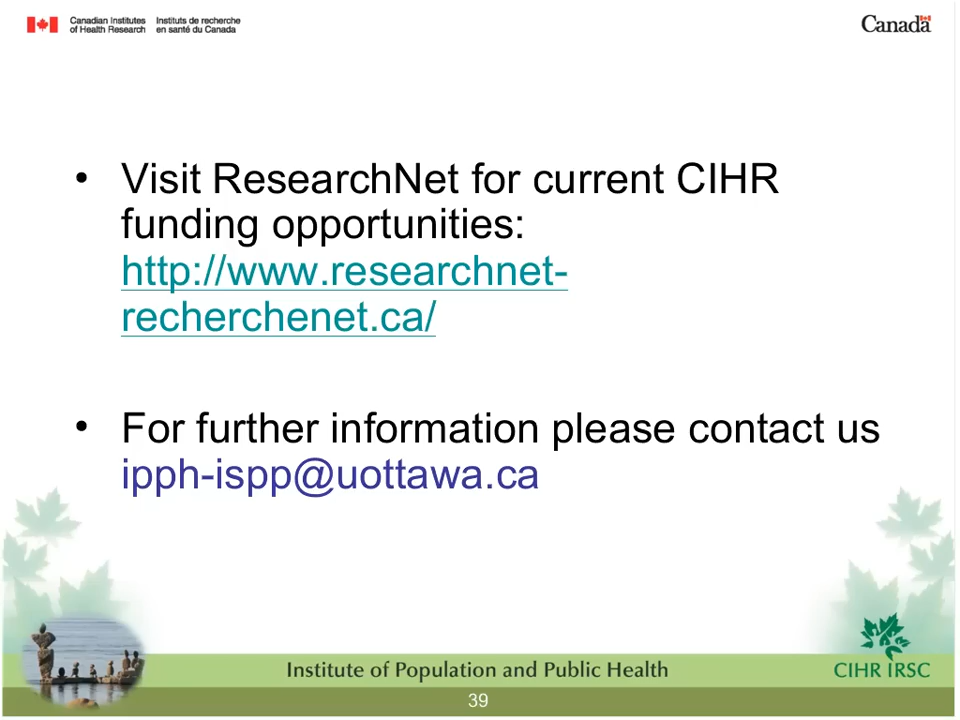 Canadian Institutes of Health Research
Instituts de recherche en santé du Canada
Canada
• Visit ResearchNet for current CIHR
funding opportunities:
http://www.researchnet-
recherchenet.ca/
• For further information please contact us
ipph-ispp@uottawa.ca
Institute of Population and Public Health
CIHR IRSC
39